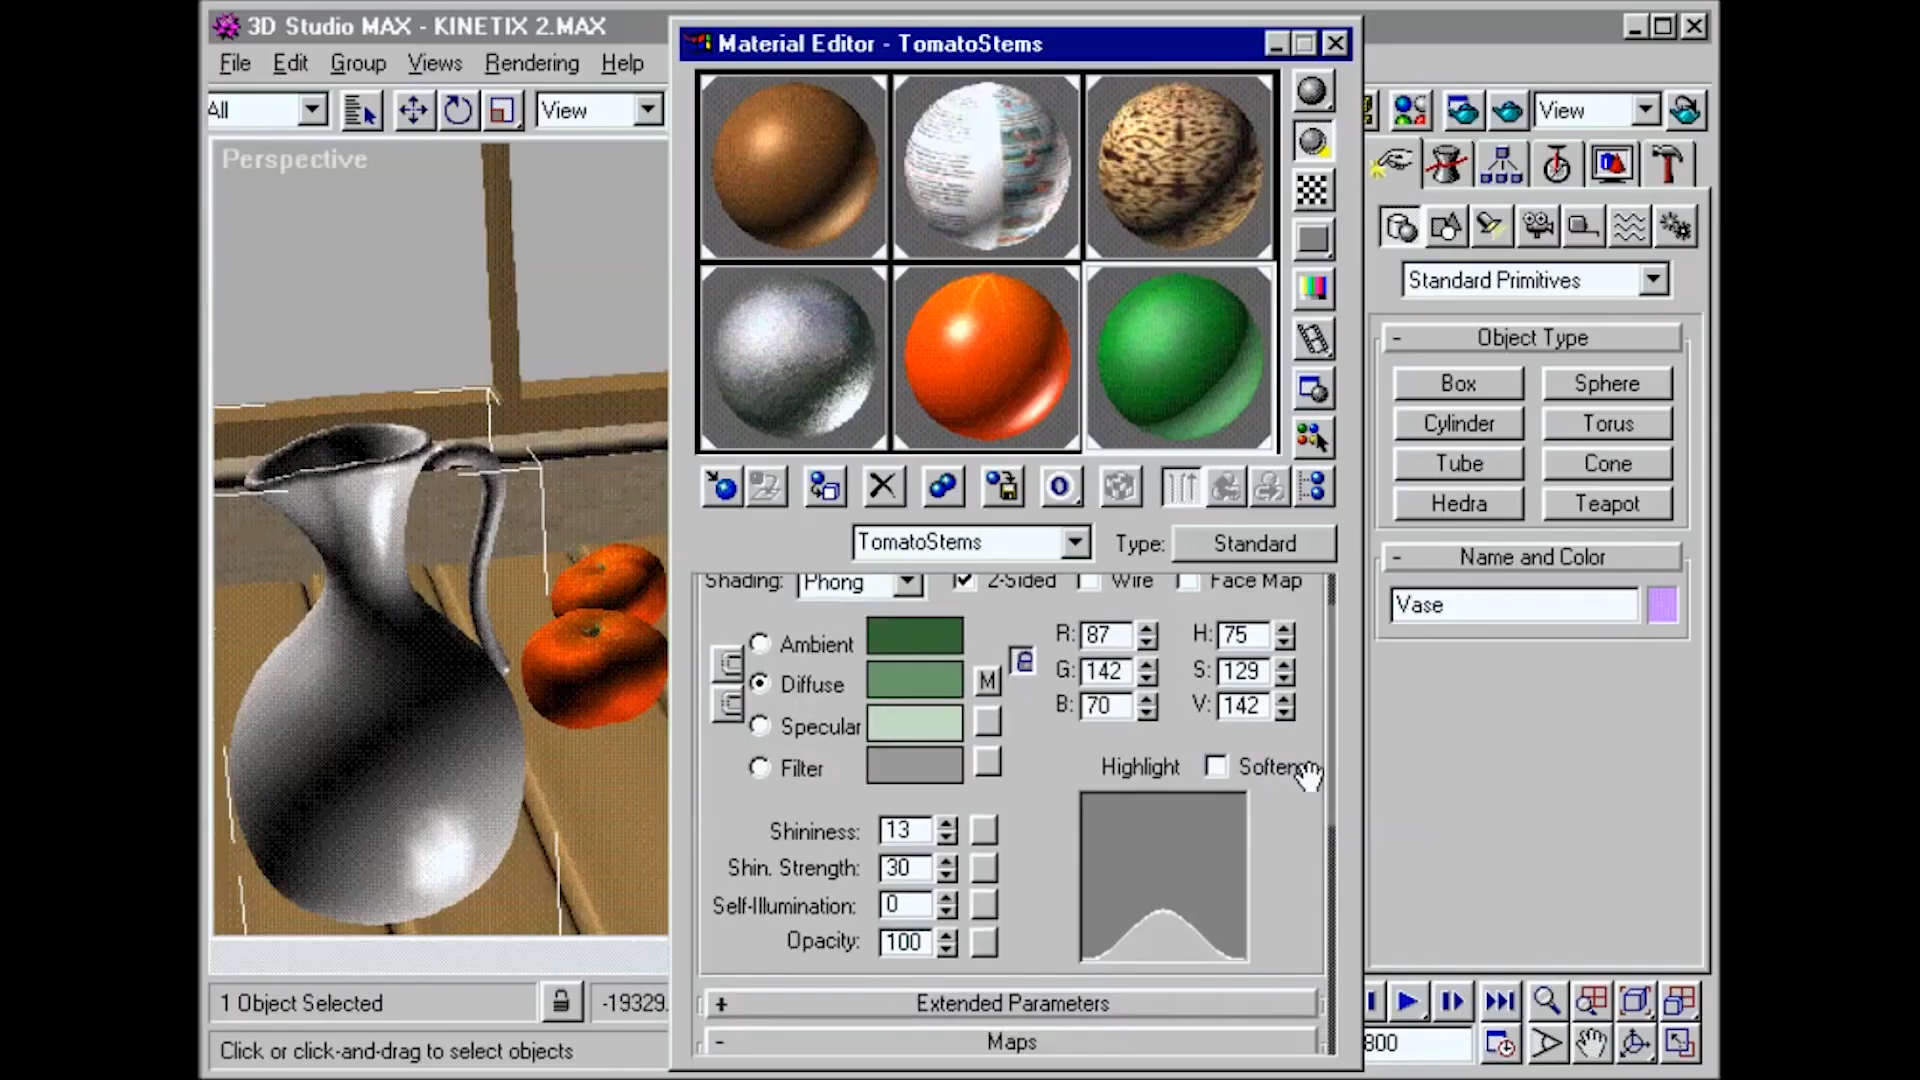 3D Studio MAX - KINETIX 2.MAX
File Edit Group Views Rendering Help
All
View
Perspective
Material Editor - TomatoStems
TomatoStems
Type: Standard
Shading: Phong 2-Sided Wire Face Map
Ambient
Diffuse
M
Specular
Filter
R: 87 H: 75
G: 142 S: 129
B: 70 V: 142
Highlight Soften
Shininess: 13
Shin. Strength: 30
Self-Illumination: 0
Opacity: 100
+ Extended Parameters
- Maps
View
Standard Primitives
- Object Type
Box Sphere
Cylinder Torus
Tube Cone
Hedra Teapot
- Name and Color
Vase
1 Object Selected
-19329.
Click or click-and-drag to select objects
800